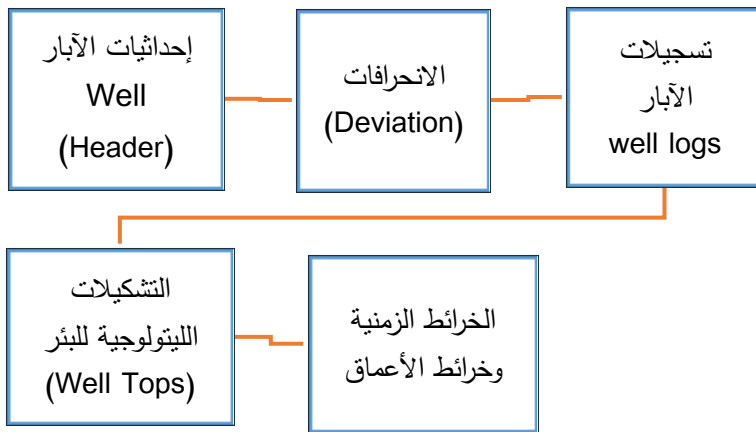 إحداثيات الآبار
Well
(Header)
الانحرافات
(Deviation)
تسجيلات
الآبار
well logs
التشكيلات
الليتولوجية للبئر
(Well Tops)
الخرائط الزمنية
وخرائط الأعماق